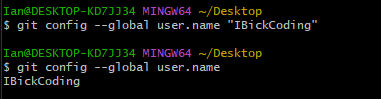 Ian@DESKTOP-KD7JJ34 MINGW64 ~/Desktop
$ git config --global user.name "IBickCoding"
Ian@DESKTOP-KD7JJ34 MINGW64 ~/Desktop
$ git config --global user.name
IBickCoding